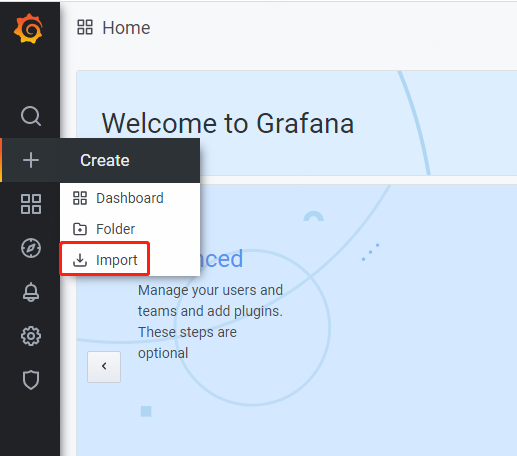 Home
Welcome to Grafana
Create
Dashboard
Folder
Import
nced
Manage your users and
teams and add plugins.
These steps are
optional